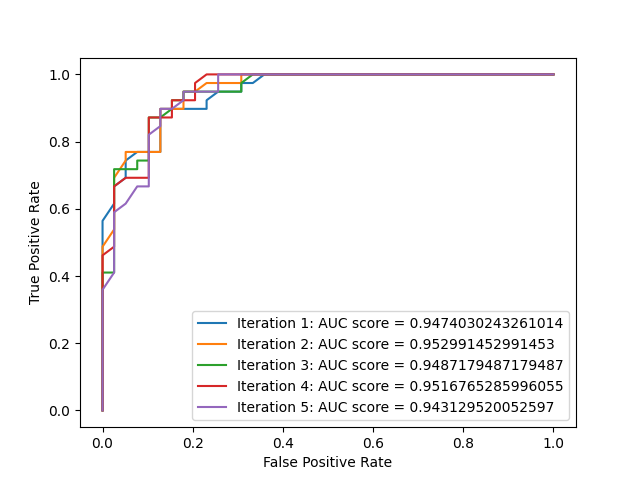 1.0
0.8
0.6
0.4
0.2
0.0
True Positive Rate
Iteration 1: AUC score = 0.9474030243261014
Iteration 2: AUC score = 0.952991452991453
Iteration 3: AUC score = 0.9487179487179487
Iteration 4: AUC score = 0.9516765285996055
Iteration 5: AUC score = 0.943129520052597
0.0 0.2 0.4 0.6 0.8 1.0
False Positive Rate